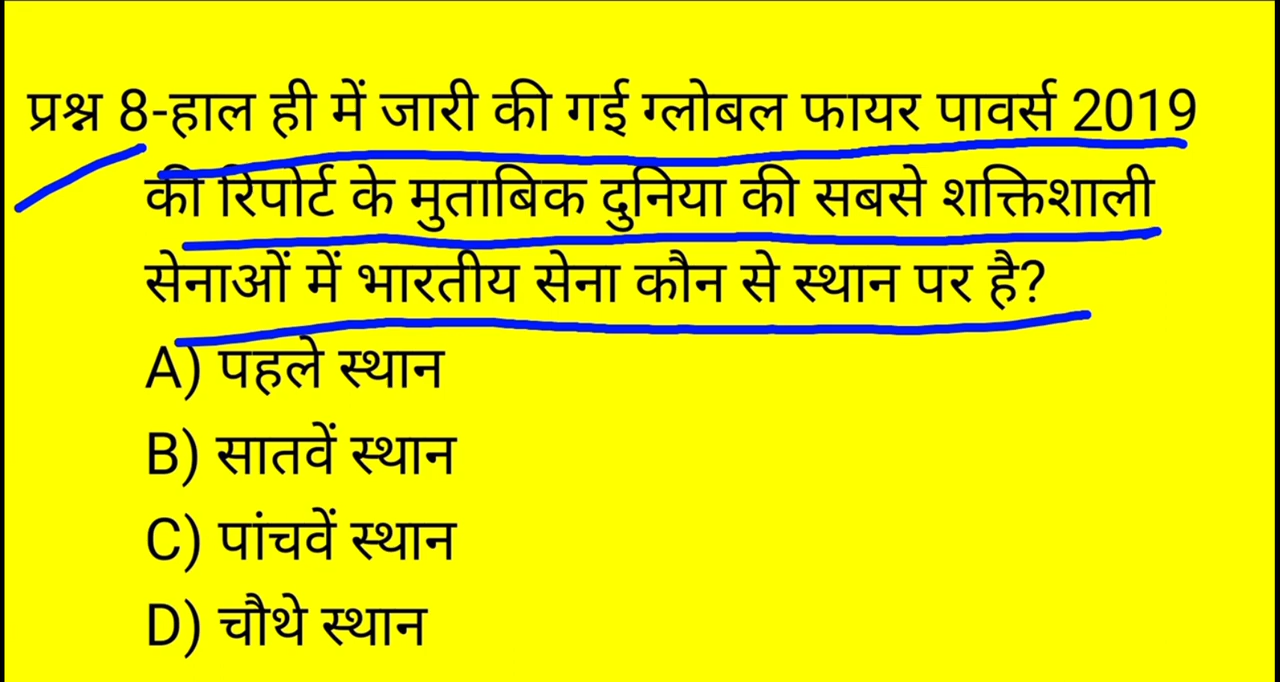 प्रश्न 8-हाल ही में जारी की गई ग्लोबल फायर पावर्स 2019
की रिपोर्ट के मुताबिक दुनिया की सबसे शक्तिशाली
सेनाओं में भारतीय सेना कौन से स्थान पर है?
A) पहले स्थान
B) सातवें स्थान
C) पांचवें स्थान
D) चौथे स्थान